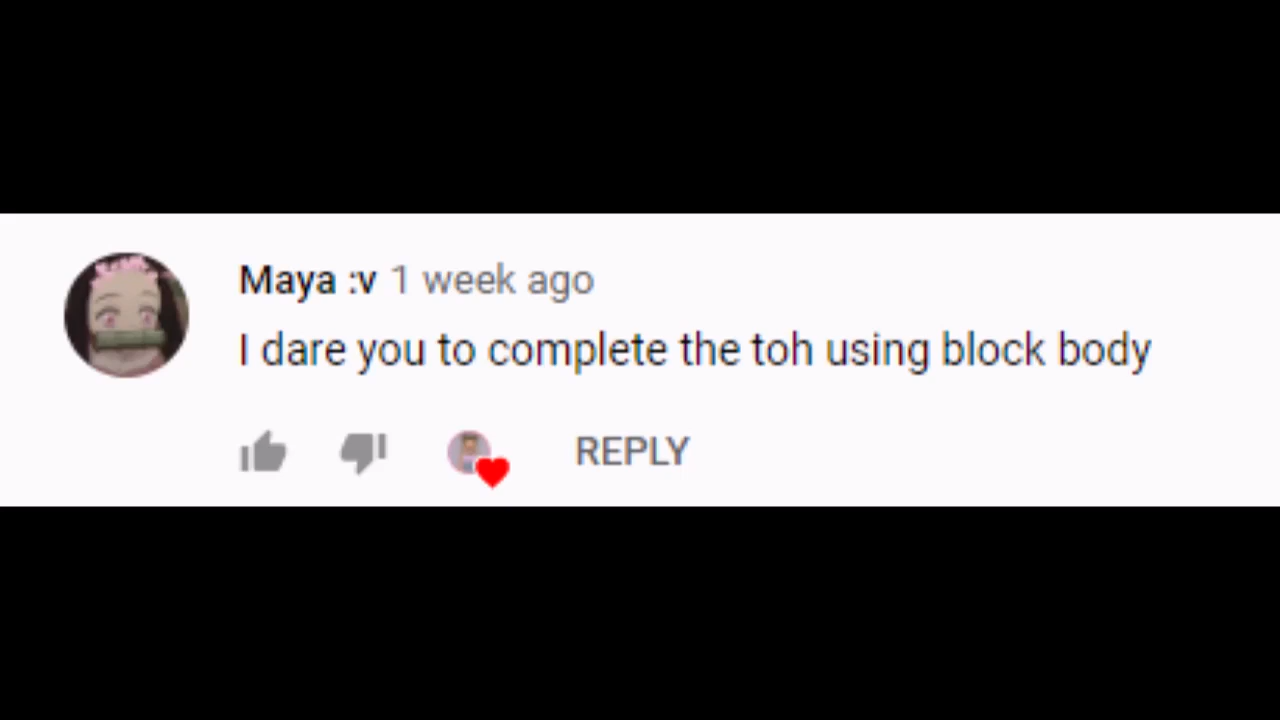 Maya :v 1 week ago
I dare you to complete the toh using block body
REPLY